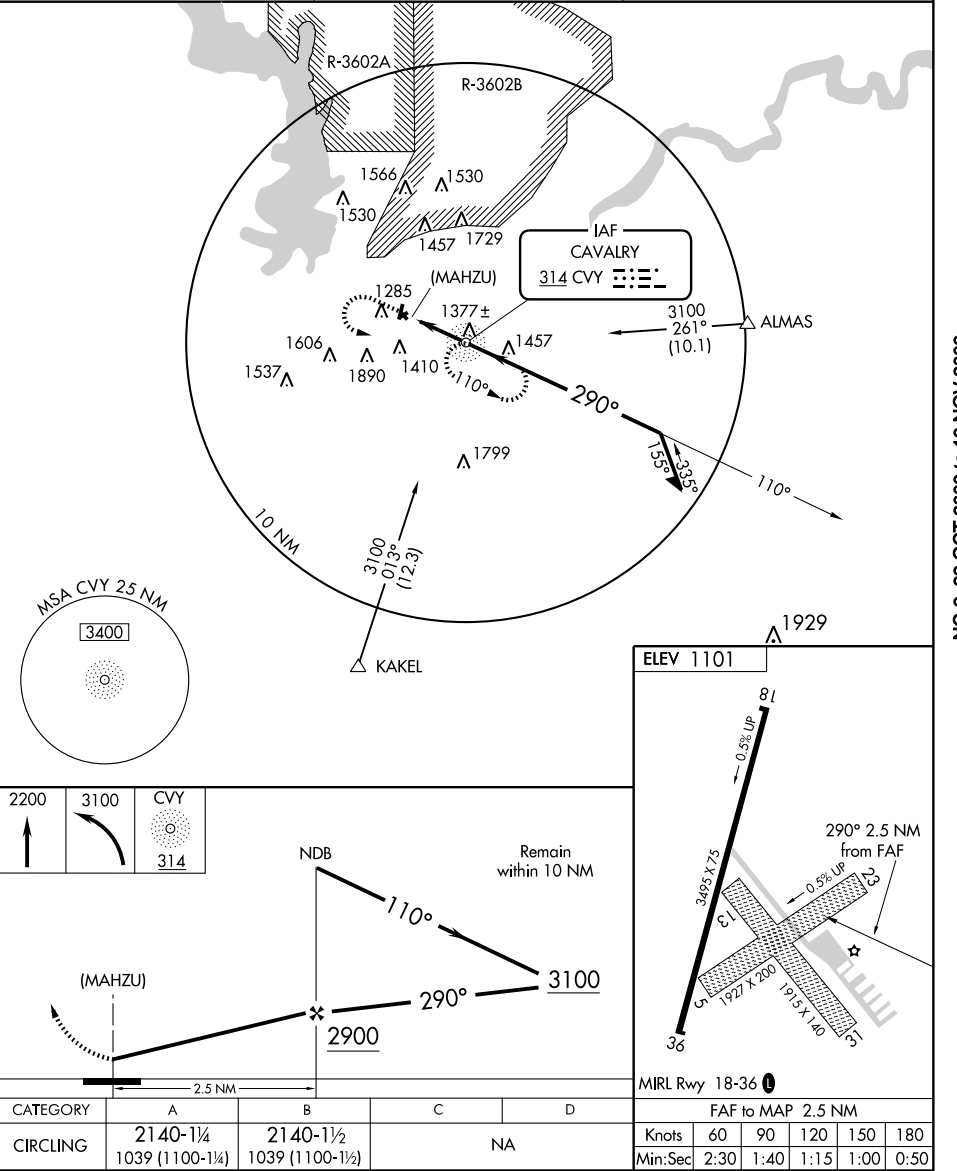 R-3602A
R-3602B
1566
1530
1530
1457
1729
IAF
CAVALRY
314 CVY
(MAHZU)
1285
1377±
3100
261°
(10.1)
ALMAS
1606
1457
1537
1890
1410
110°
290°
1799
155°
335°
110°
10 NM
3100
013°
(12.3)
MSA CVY 25 NM
3400
KAKEL
1929
ELEV 1101
18
0.5% UP
290° 2.5 NM
from FAF
3495 X 75
0.5% UP
23
13
5
1927 X 200
1915 X 140
31
36
MIRL Rwy 18-36 L
2200
3100
CVY
314
NDB
Remain
within 10 NM
110°
(MAHZU)
3100
290°
2900
2.5 NM
CATEGORY A B C D
CIRCLING 2140-1¼ 2140-1½ NA
1039 (1100-1¼) 1039 (1100-1½)
FAF to MAP 2.5 NM
Knots 60 90 120 150 180
Min:Sec 2:30 1:40 1:15 1:00 0:50